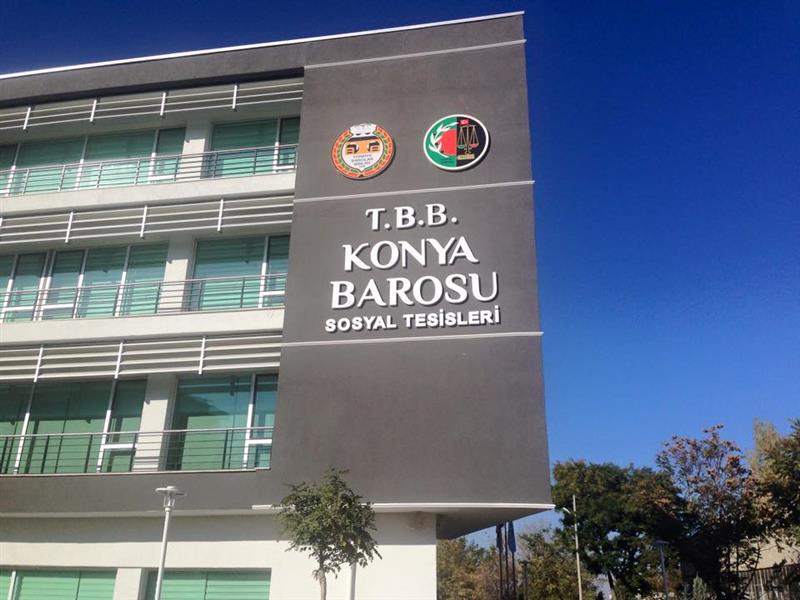 T.B.B.
KONYA
BAROSU
SOSYAL TESİSLERİ